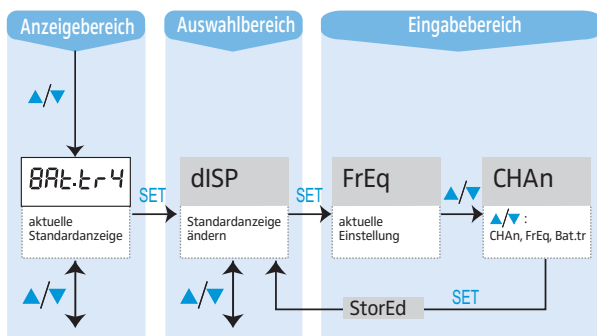 Anzeigebereich
Auswahlbereich
Eingabebereich
▲/▼
8At.tr4
SET
dISP
SET
FrEq
▲/▼
CHAn
aktuelle
Standardanzeige
Standardanzeige
ändern
aktuelle
Einstellung
▲/▼ :
CHAn, FrEq, Bat.tr
▲/▼
▲/▼
StorEd
SET